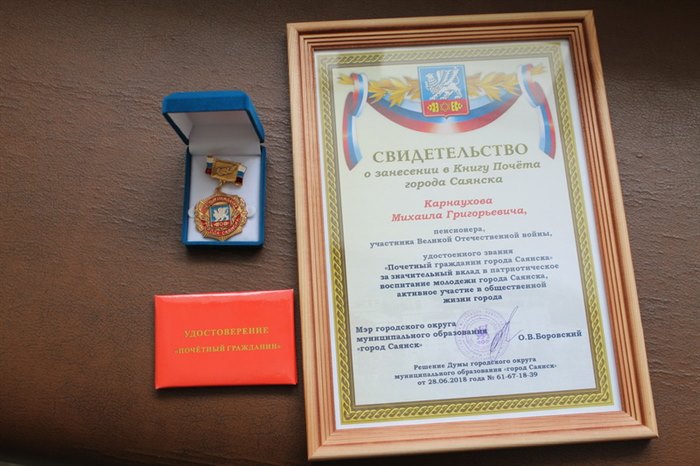 СВИДЕТЕЛЬСТВО
о занесении в Книгу Почёта
города Саянска
Карнаухова
Михаила Григорьевича,
пенсионера,
участника Великой Отечественной войны,
удостоенного звания
«Почетный гражданин города Саянска»
за значительный вклад в патриотическое
воспитание молодежи города Саянска,
активное участие в общественной
жизни города
Мэр городского округа
муниципального образования
«город Саянск»
О.В.Боровский
Решение Думы городского округа
муниципального образования «город Саянск»
от 28.06.2018 года № 61-67-18-39
УДОСТОВЕРЕНИЕ
«ПОЧЁТНЫЙ ГРАЖДАНИН»